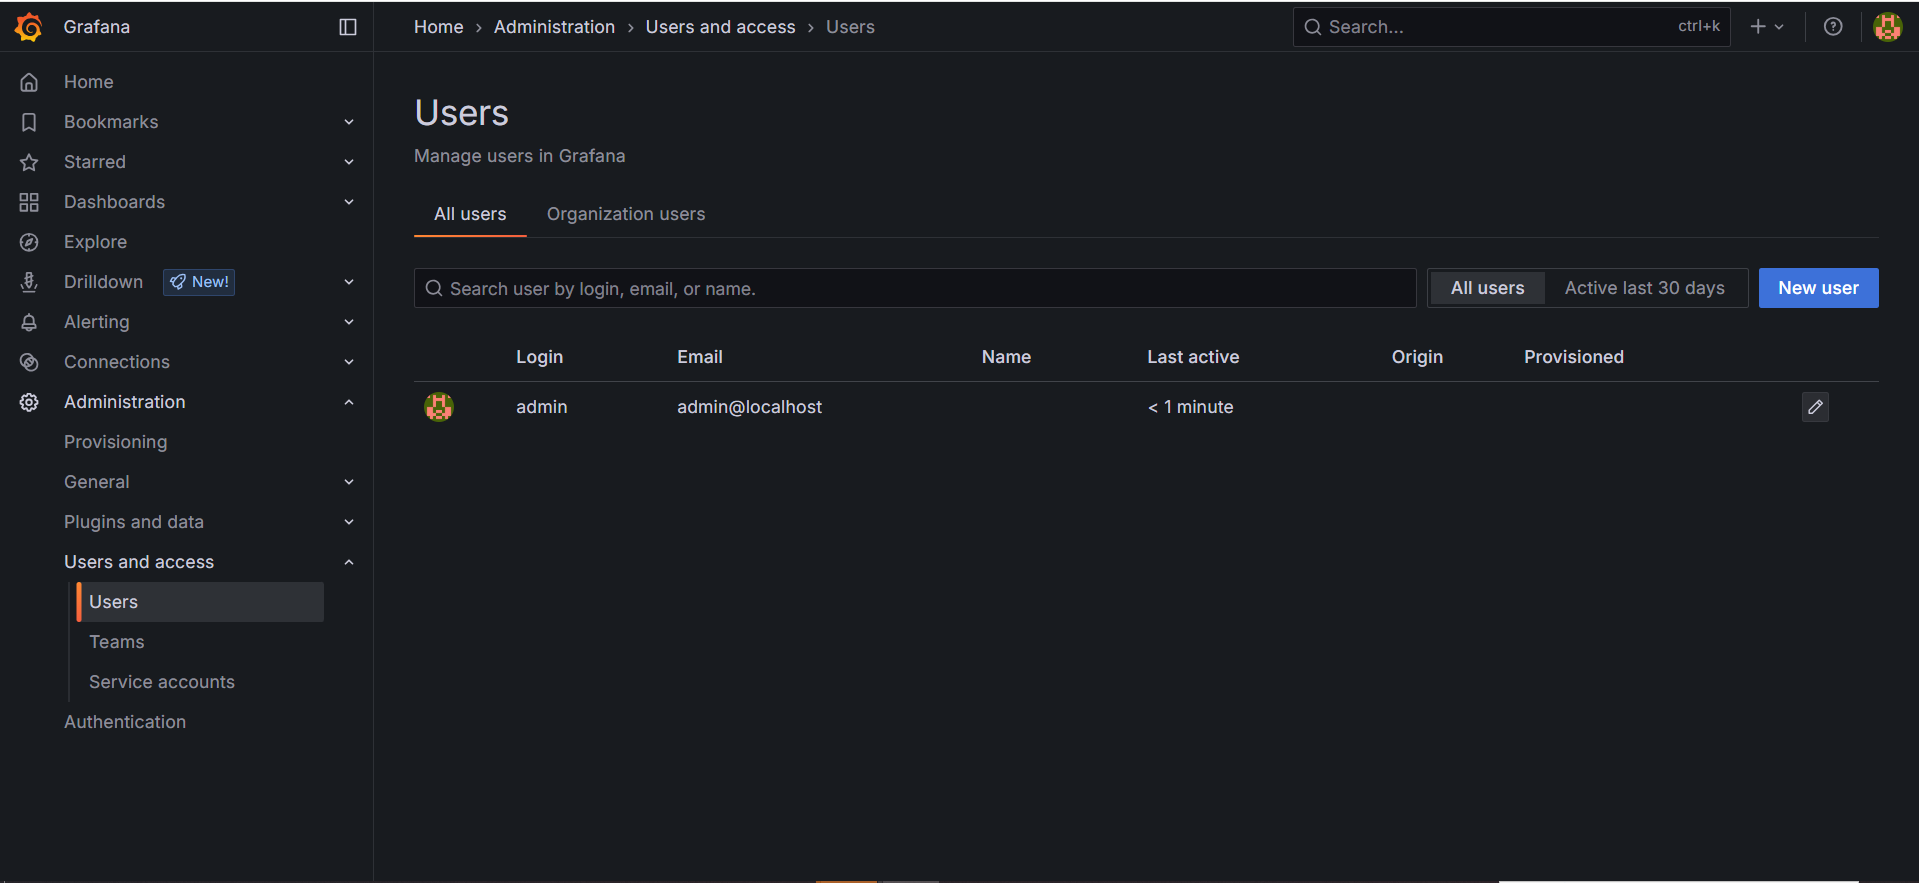 Grafana
Home › Administration › Users and access › Users
Search... ctrl+k
Home
Bookmarks
Starred
Dashboards
Explore
Drilldown New!
Alerting
Connections
Administration
Provisioning
General
Plugins and data
Users and access
Users
Teams
Service accounts
Authentication
Users
Manage users in Grafana
All users Organization users
Search user by login, email, or name. All users Active last 30 days New user
Login Email Name Last active Origin Provisioned
admin admin@localhost < 1 minute